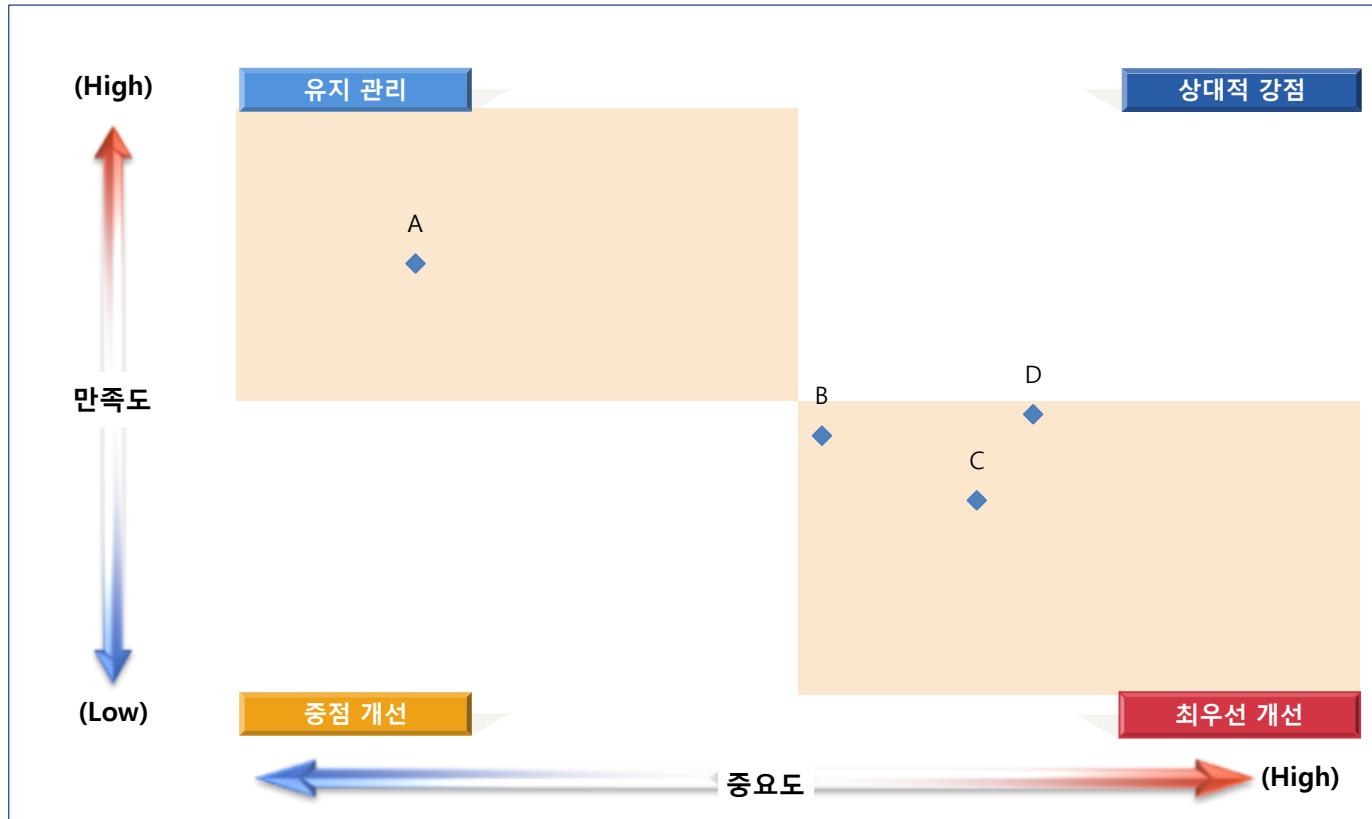 (High)
유지 관리
상대적 강점
A
만족도
B
D
C
(Low)
중점 개선
최우선 개선
중요도
(High)